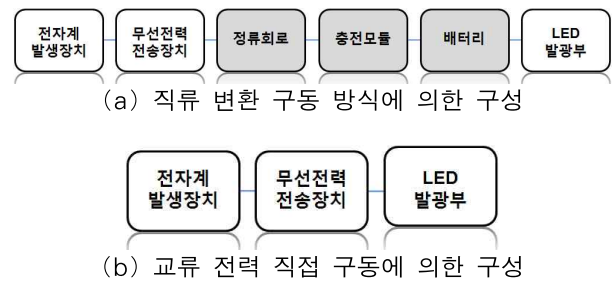 전자계
발생장치
무선전력
전송장치
정류회로
충전모듈
배터리
LED
발광부
(a) 직류 변환 구동 방식에 의한 구성
전자계
발생장치
무선전력
전송장치
LED
발광부
(b) 교류 전력 직접 구동에 의한 구성